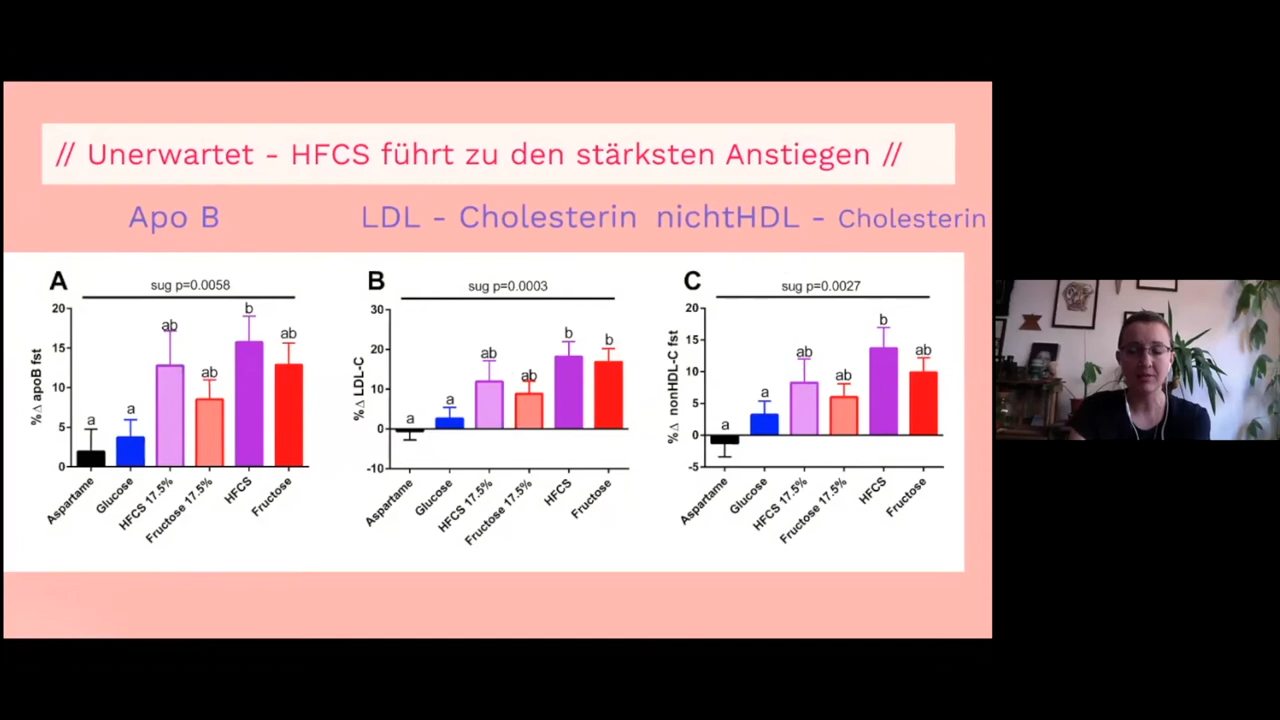 // Unerwartet - HFCS führt zu den stärksten Anstiegen //
Apo B
LDL - Cholesterin
nichtHDL - Cholesterin
A
sug p=0.0058
%Δ apoB fst
20
15
10
5
0
a
a
ab
ab
b
ab
Aspartame
Glucose
HFCS 17.5%
Fructose 17.5%
HFCS
Fructose
B
sug p=0.0003
%Δ LDL-C
30
20
10
0
-10
a
a
ab
ab
b
b
Aspartame
Glucose
HFCS 17.5%
Fructose 17.5%
HFCS
Fructose
C
sug p=0.0027
%Δ nonHDL-C fst
20
15
10
5
0
-5
a
a
ab
ab
b
ab
Aspartame
Glucose
HFCS 17.5%
Fructose 17.5%
HFCS
Fructose